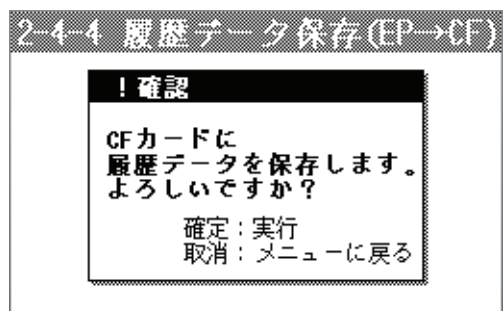 2-4-4 履歴データ保存(EP→CF)
！確認
CFカードに
履歴データを保存します。
よろしいですか？
確定：実行
取消：メニューに戻る